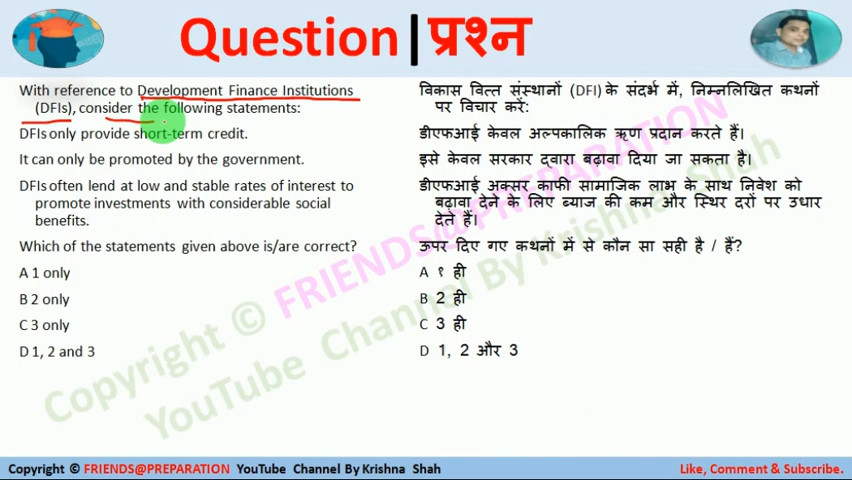 Question|प्रश्न
With reference to Development Finance Institutions
(DFIs), consider the following statements:
DFIs only provide short-term credit.
It can only be promoted by the government.
DFIs often lend at low and stable rates of interest to
promote investments with considerable social
benefits.
Which of the statements given above is/are correct?
A 1 only
B 2 only
C 3 only
D 1, 2 and 3
विकास वित्त संस्थानों (DFI) के संदर्भ में, निम्नलिखित कथनों
पर विचार करें:
डीएफआई केवल अल्पकालिक ऋण प्रदान करते हैं।
इसे केवल सरकार द्वारा बढ़ावा दिया जा सकता है।
डीएफआई अक्सर काफी सामाजिक लाभ के साथ निवेश को
बढ़ावा देने के लिए ब्याज की कम और स्थिर दरों पर उधार
देते हैं।
ऊपर दिए गए कथनों में से कौन सा सही है / हैं?
A १ ही
B 2 ही
C 3 ही
D 1, 2 और 3
Copyright © FRIENDS@PREPARATION
YouTube Channel By Krishna Shah
Copyright © FRIENDS@PREPARATION YouTube Channel By Krishna Shah
Like, Comment & Subscribe.